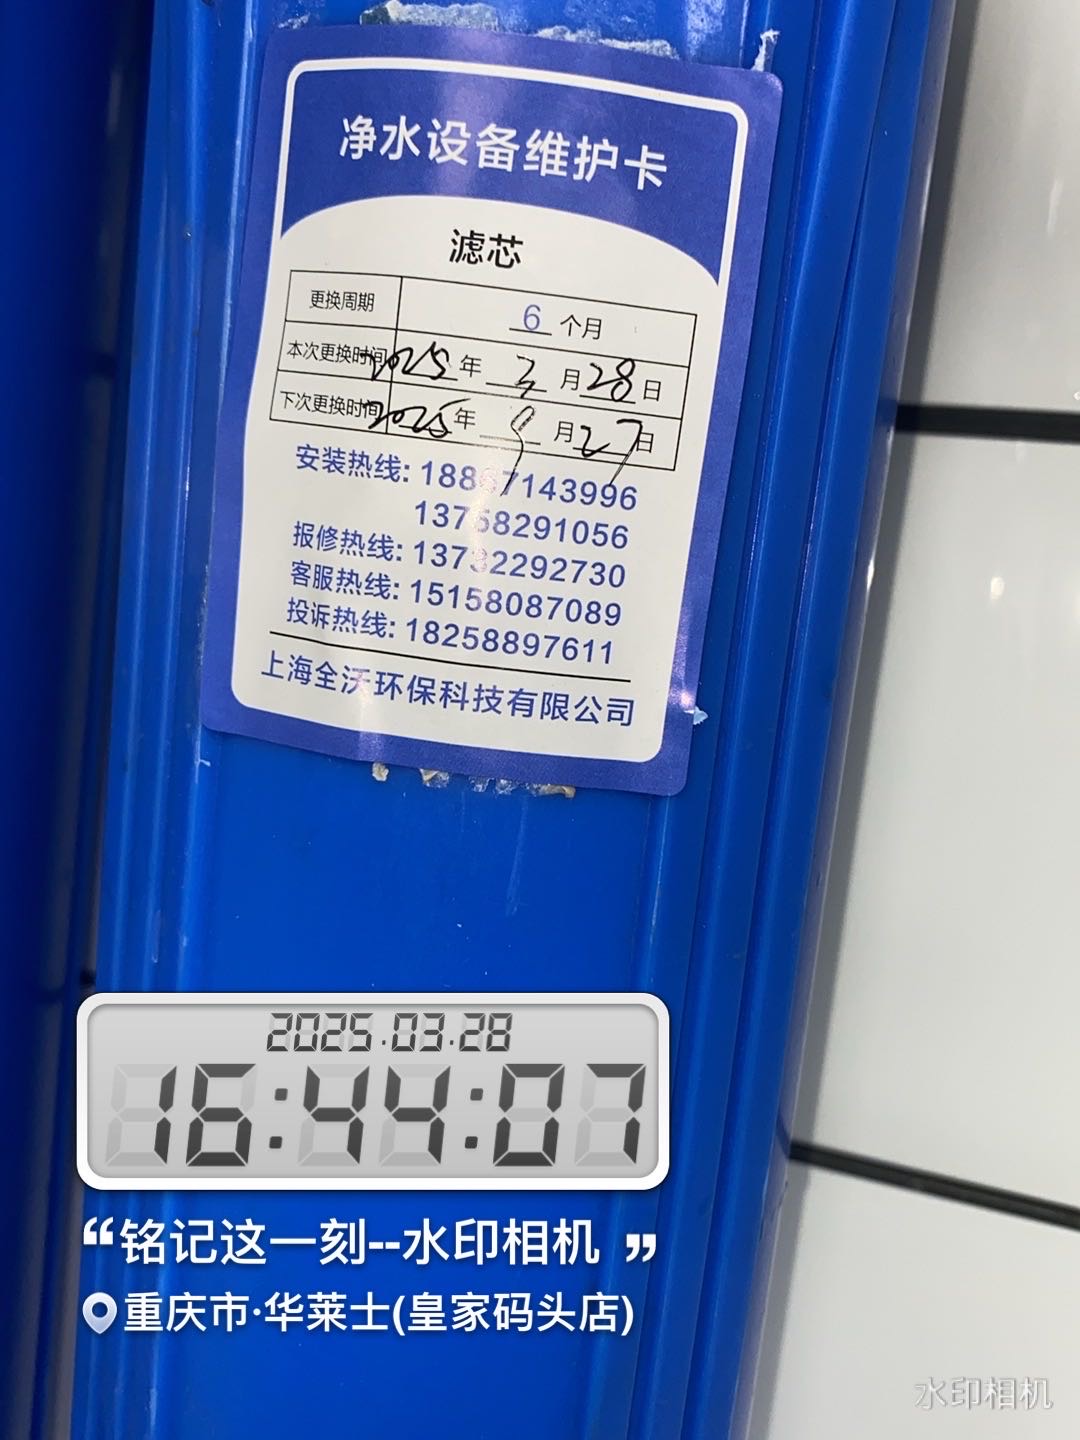 净水设备维护卡
滤芯
更换周期 6 个月
本次更换时间 2025 年 3 月 28 日
下次更换时间 2025 年 9 月 27 日
安装热线: 18867143996
13758291056
报修热线: 13732292730
客服热线: 15158087089
投诉热线: 18258897611
上海全沃环保科技有限公司
2025.03.28
16:44:07
“铭记这一刻--水印相机 ”
重庆市·华莱士(皇家码头店)
水印相机